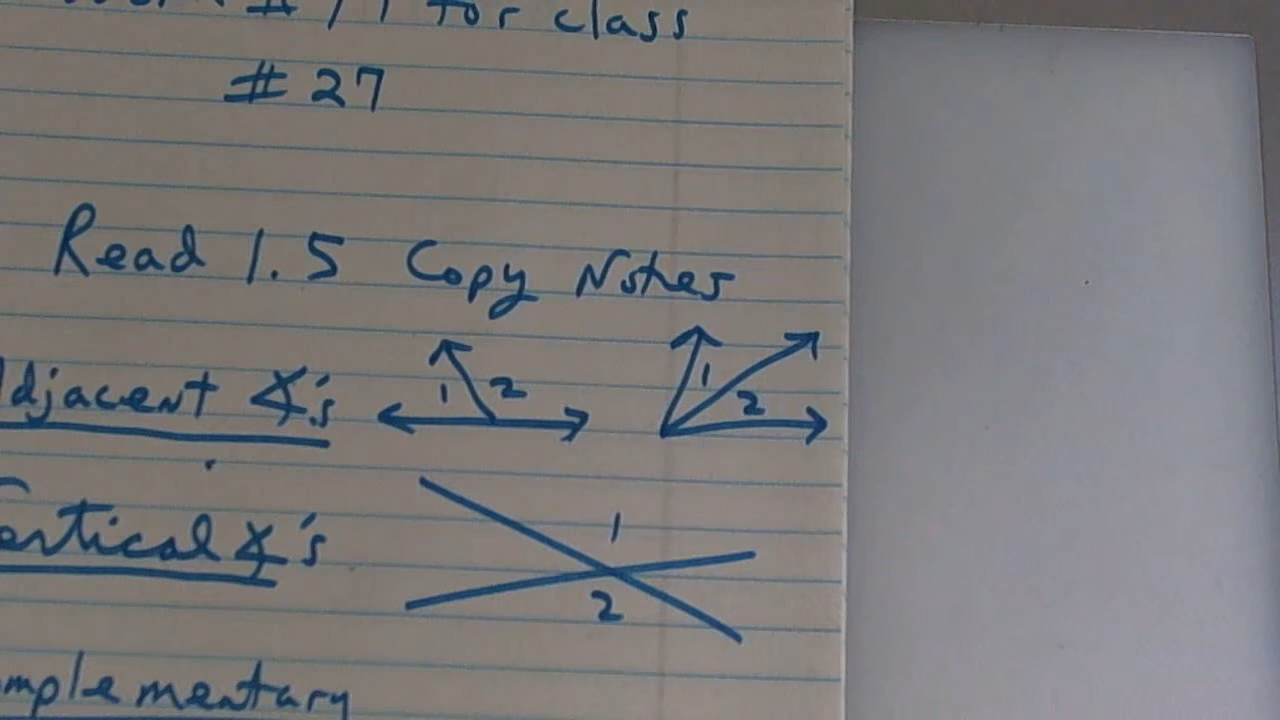 for class
# 27
Read 1.5 Copy Notes
djacent ∡'s 1 2 1 2
ertical ∡'s 1 2
mplementary